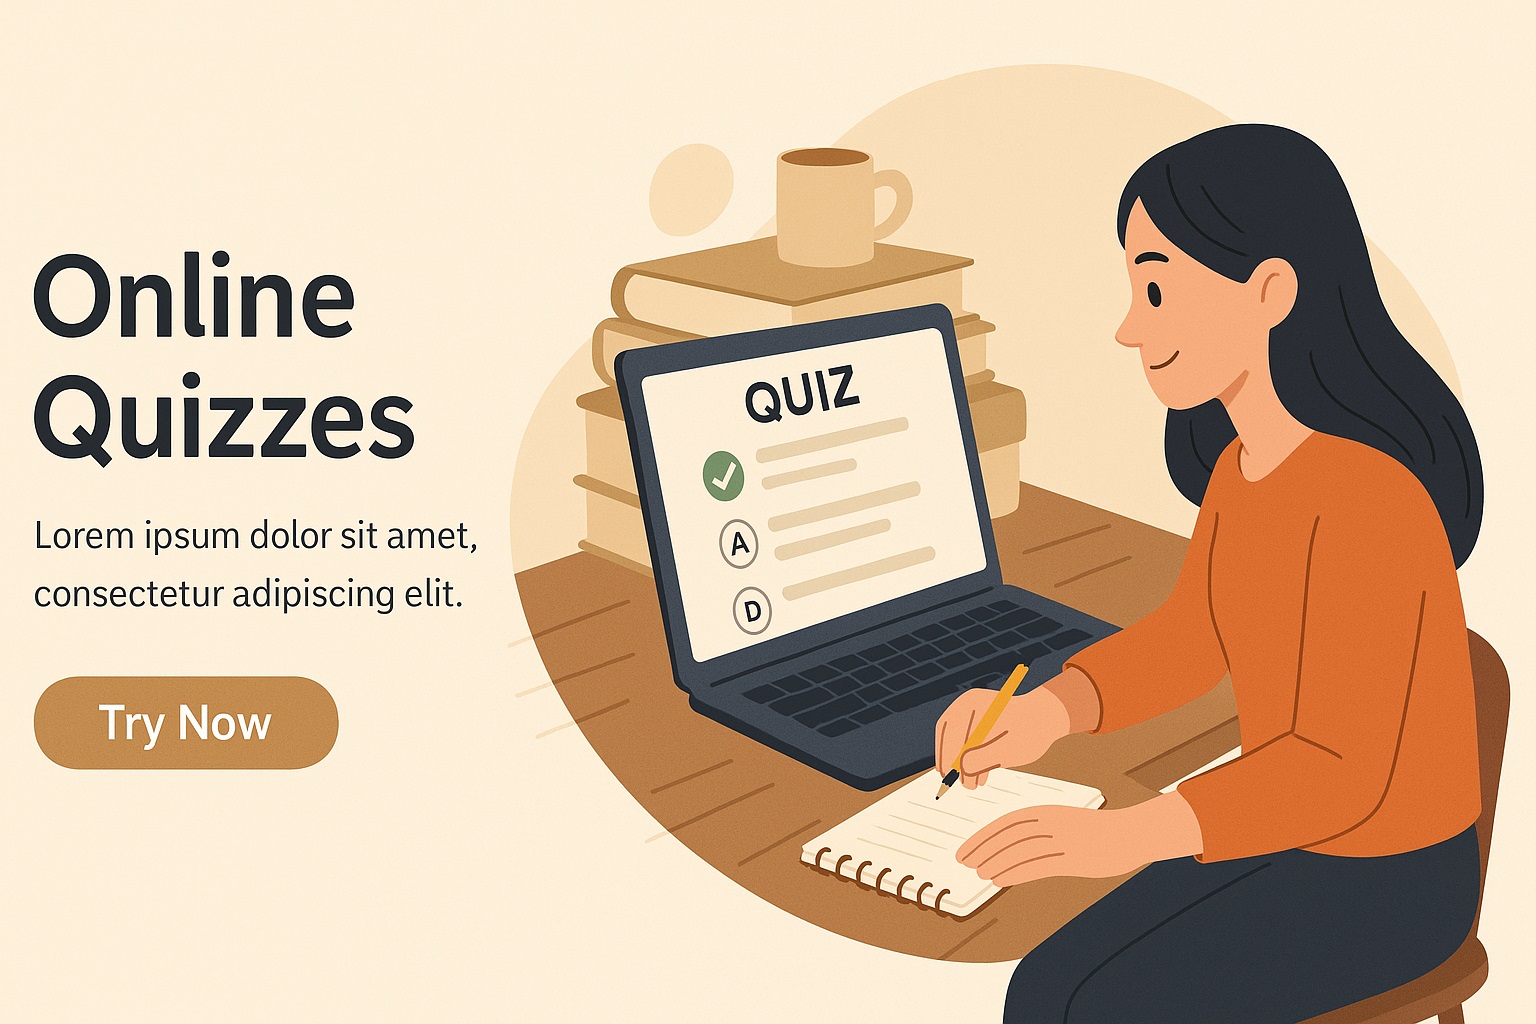 Online
Quizzes
Lorem ipsum dolor sit amet,
consectetur adipiscing elit.
Try Now
QUIZ
A
D